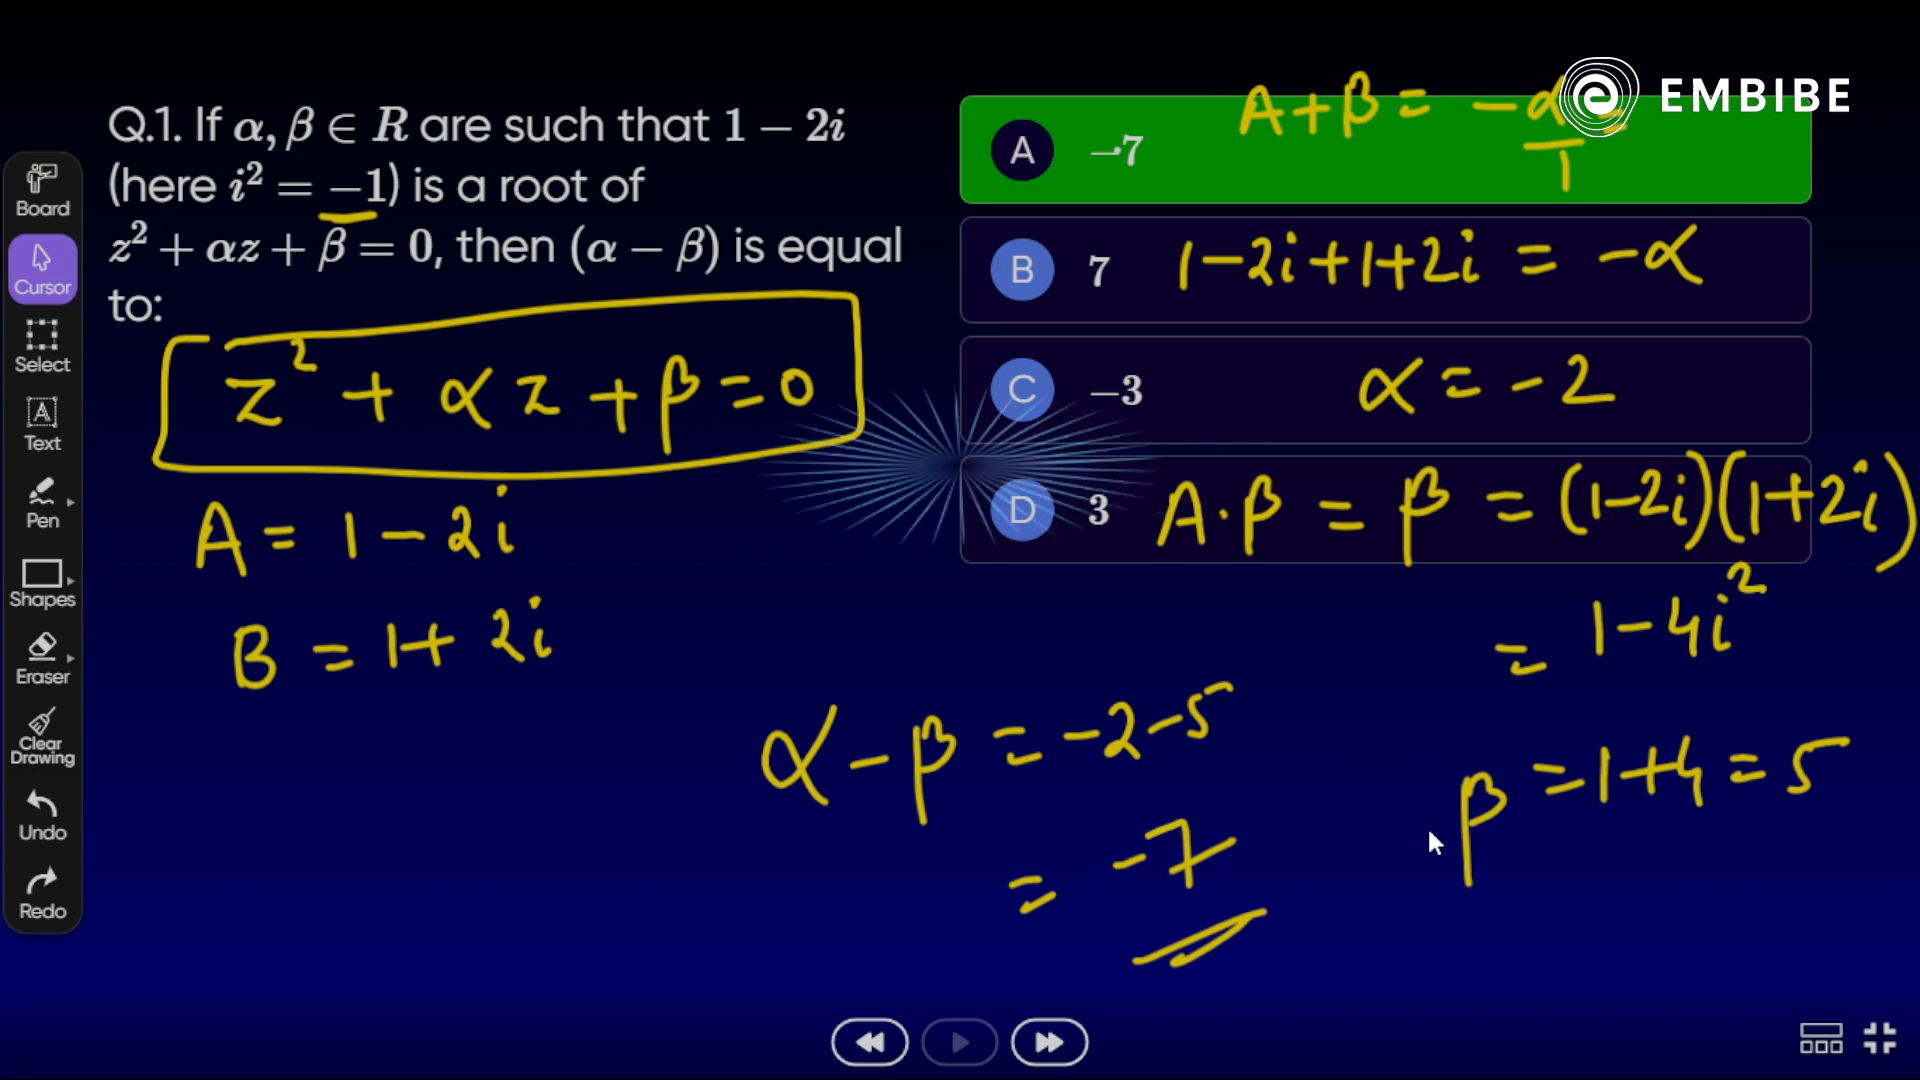 EMBIBE
Q.1. If α, β ∈ R are such that 1 − 2i
(here i² = −1) is a root of
z² + αz + β = 0, then (α − β) is equal
to:
z² + αz + β = 0
A = 1 − 2i
B = 1 + 2i
A −7
B 7
C −3
D 3
A + β = −α/1 =
1 − 2i + 1 + 2i = −α
α = −2
A · β = β = (1−2i)(1+2i)
= 1 − 4i²
β = 1 + 4 = 5
α − β = −2 − 5
= −7
Board
Cursor
Select
A
Text
Pen
Shapes
Eraser
Clear
Drawing
Undo
Redo